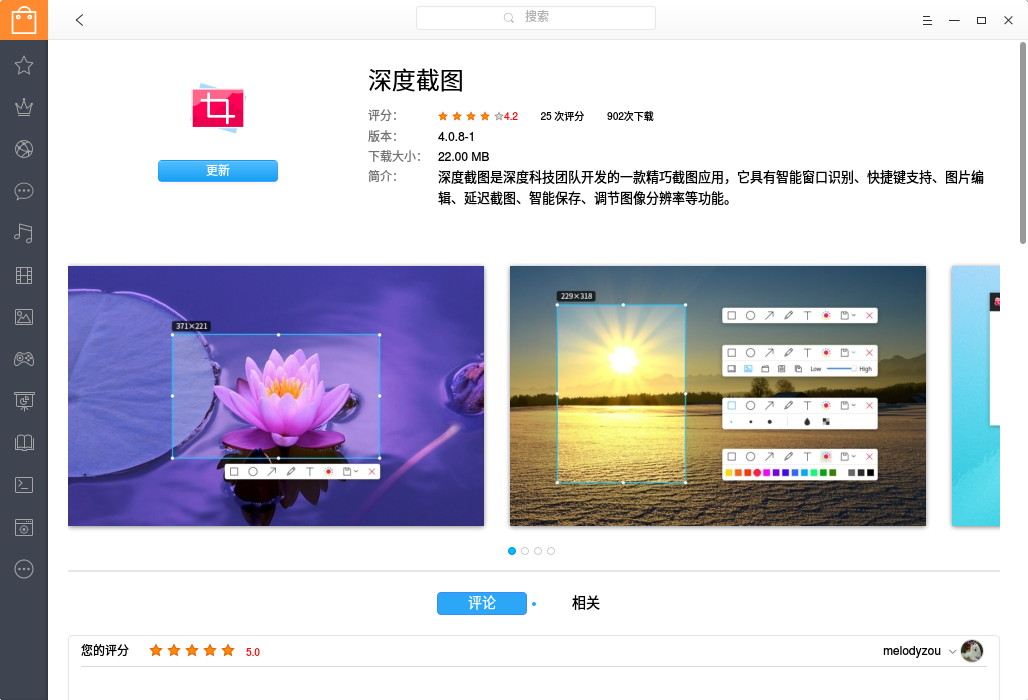 搜索
深度截图
评分：
4.2 25 次评分 902次下载
版本：
4.0.8-1
下载大小：
22.00 MB
简介：
深度截图是深度科技团队开发的一款精巧截图应用，它具有智能窗口识别、快捷键支持、图片编
辑、延迟截图、智能保存、调节图像分辨率等功能。
更新
371×221
229×318
Low High
评论 相关
您的评分 5.0 melodyzou